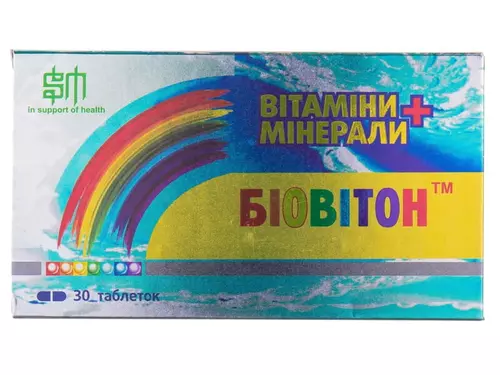 in support of health
ВІТАМІНИ +
МІНЕРАЛИ
БІОВІТОН™
30 таблеток